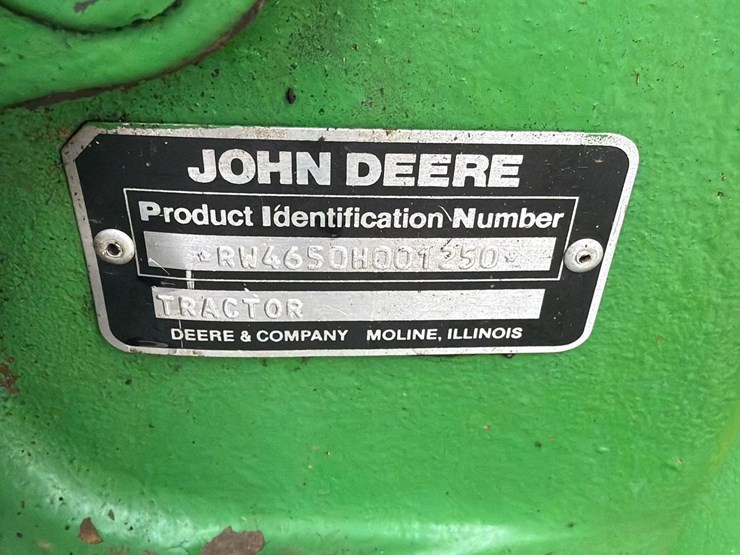 JOHN DEERE
Product Identification Number
*RW4650H001250*
TRACTOR
DEERE & COMPANY MOLINE, ILLINOIS